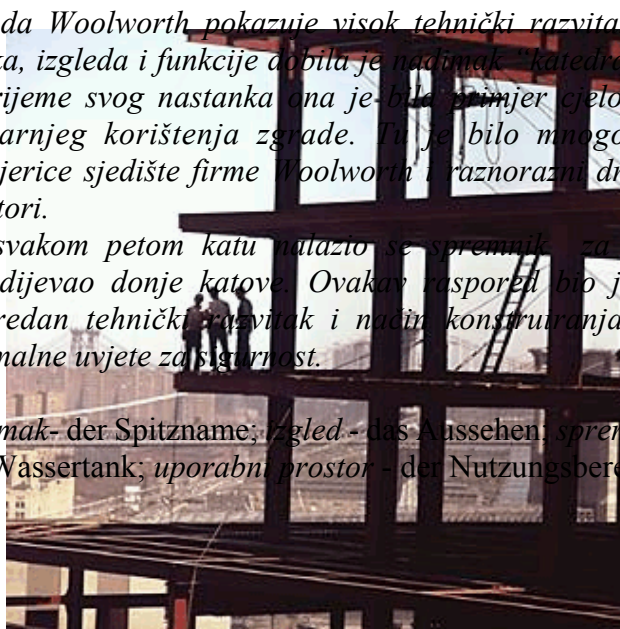 da Woolworth pokazuje visok tehnički razvita
ka, izgleda i funkcije dobila je nadimak “katedra
rijeme svog nastanka ona je bila primjer cjelo
arnjeg korištenja zgrade. Tu je bilo mnogo
jerice sjedište firme Woolworth i raznorazni dr
tori.
svakom petom katu nalazio se spremnik za
dijevao donje katove. Ovakav raspored bio j
redan tehnički razvitak i način konstruiranja
malne uvjete za sigurnost.
mak- der Spitzname; izgled - das Aussehen; sprem
Wassertank; uporabni prostor - der Nutzungsbere